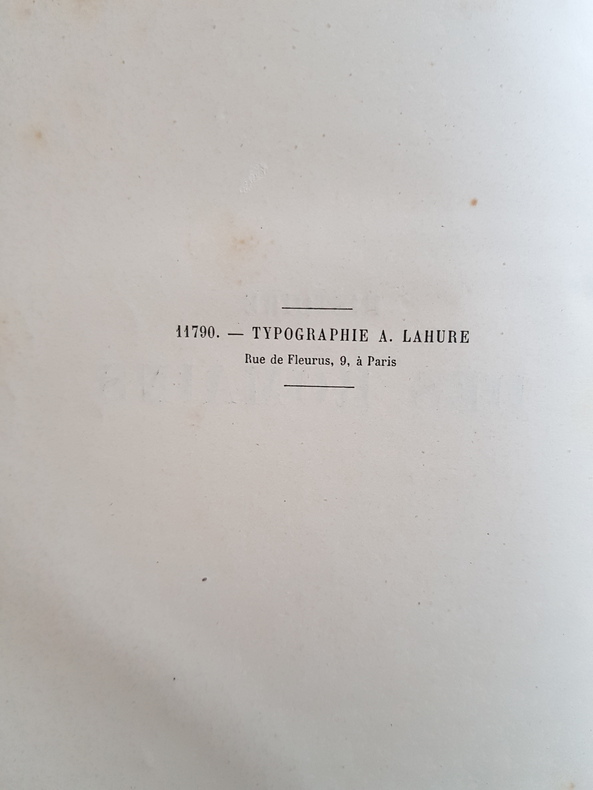 11790. — TYPOGRAPHIE A. LAHURE
Rue de Fleurus, 9, à Paris